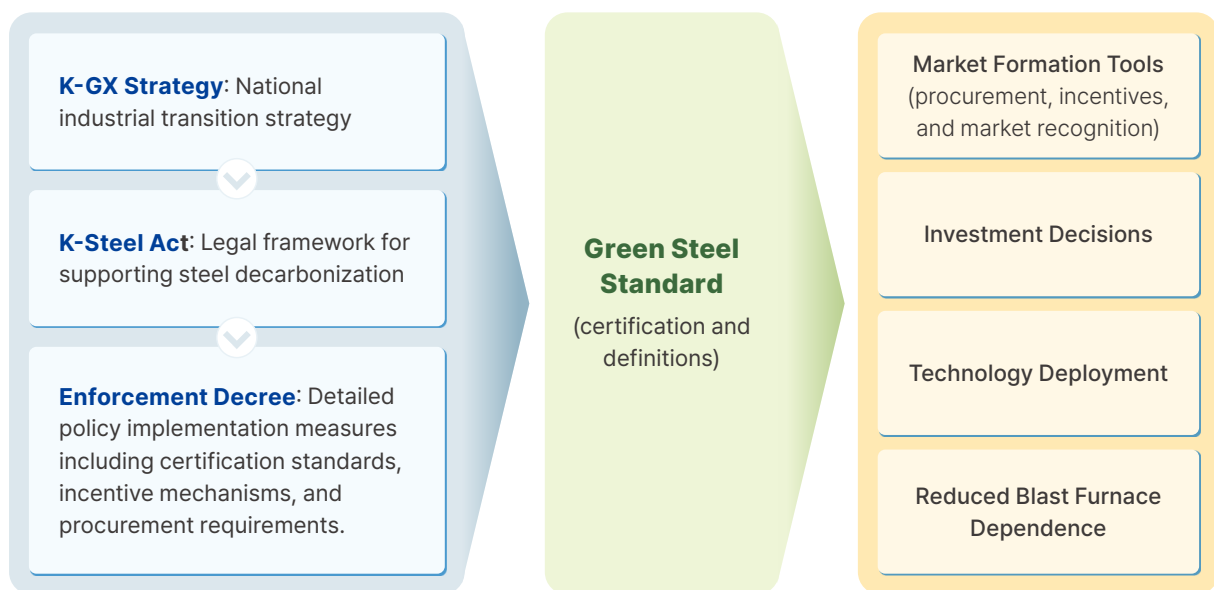 K-GX Strategy: National
industrial transition strategy
K-Steel Act: Legal framework for
supporting steel decarbonization
Enforcement Decree: Detailed
policy implementation measures
including certification standards,
incentive mechanisms, and
procurement requirements.
Green Steel
Standard
(certification and
definitions)
Market Formation Tools
(procurement, incentives,
and market recognition)
Investment Decisions
Technology Deployment
Reduced Blast Furnace
Dependence